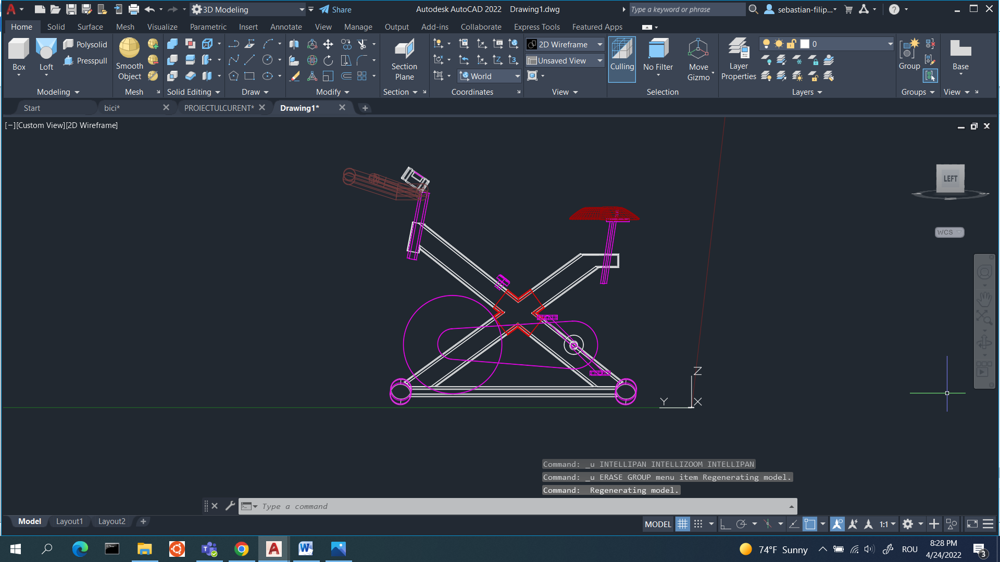 3D Modeling
Share
Autodesk AutoCAD 2022 Drawing1.dwg
Type a keyword or phrase
sebastian-filip...
Home Solid Surface Mesh Visualize Parametric Insert Annotate View Manage Output Add-ins Collaborate Express Tools Featured Apps
Box
Loft
Polysolid
Presspull
Smooth
Object
Section
Plane
World
2D Wireframe
Unsaved View
Culling
No Filter
Move
Gizmo
Layer
Properties
0
Group
Base
Modeling Mesh Solid Editing Draw Modify Section Coordinates View Selection Layers Groups View
Start bici* PROIECTULCURENT* Drawing1*
[−][Custom View][2D Wireframe]
LEFT
WCS
Z
Y X
Command: _u INTELLIPAN INTELLIZOOM INTELLIPAN
Command: _u ERASE GROUP menu item Regenerating model.
Command: Regenerating model.
Type a command
Model Layout1 Layout2
MODEL
1:1
74°F Sunny
ROU
8:28 PM
4/24/2022
3